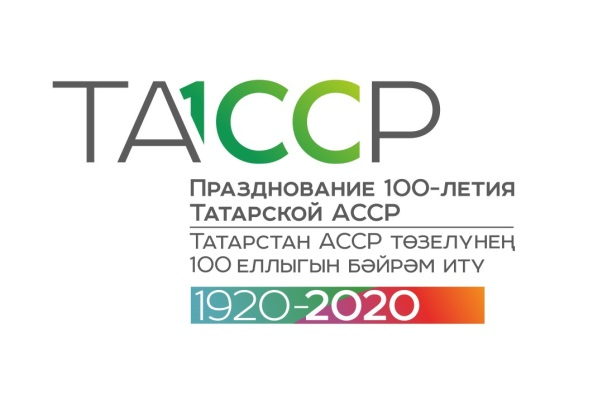 ТА1ССР
Празднование 100-летия
Татарской АССР
Татарстан АССР төзелүнең
100 еллыгын бәйрәм итү
1920-2020